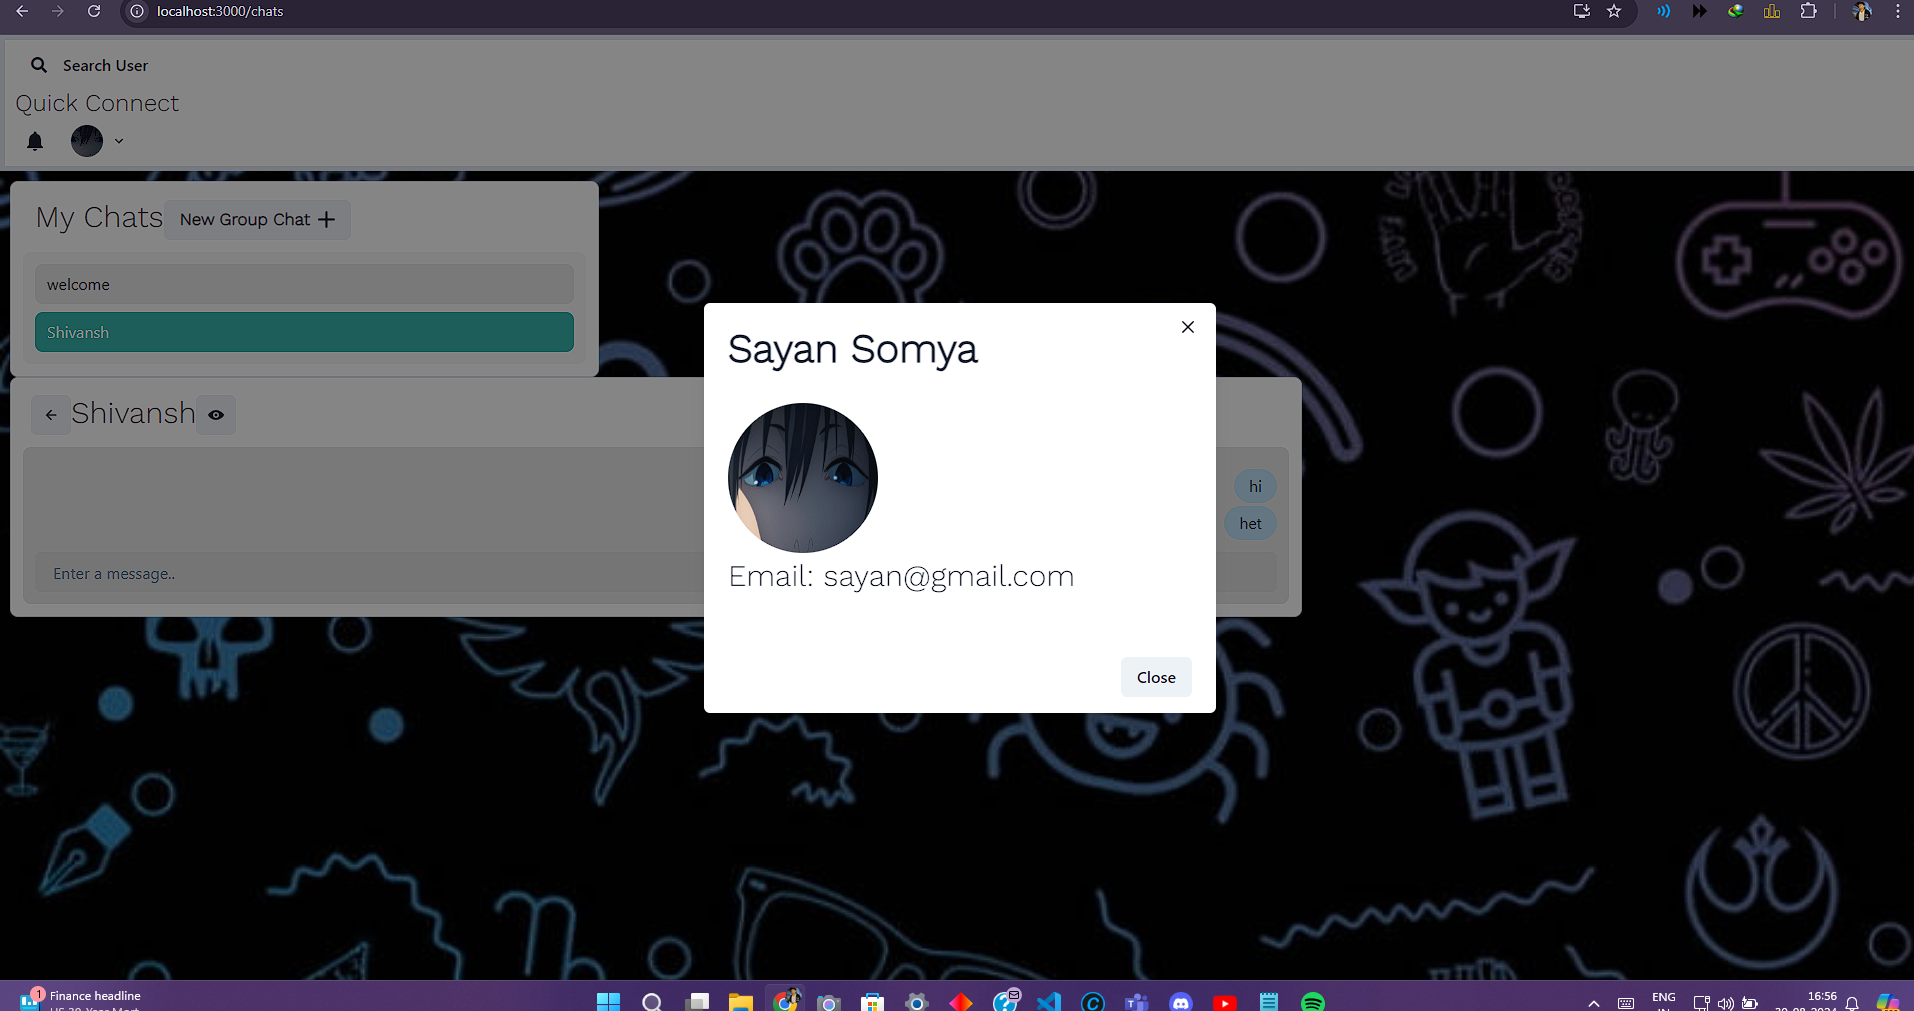 localhost:3000/chats
Search User
Quick Connect
My Chats
New Group Chat +
welcome
Shivansh
Shivansh
hi
het
Enter a message..
Sayan Somya
Email: sayan@gmail.com
Close
1
Finance headline
ENG
16:56